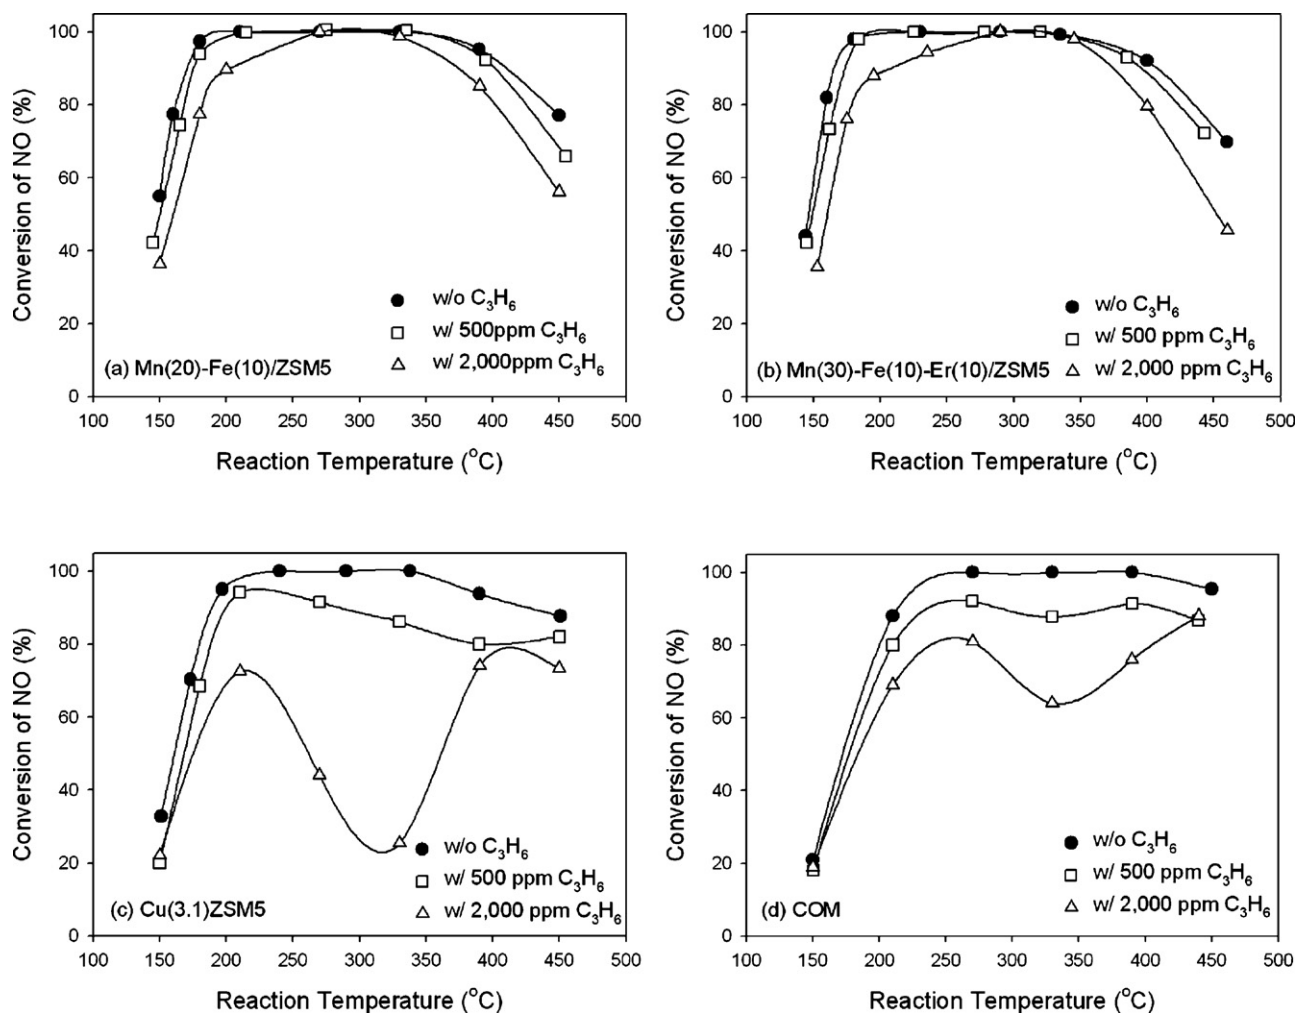 Conversion of NO (%)
100
80
60
40
20
0
w/o C₃H₆
w/ 500ppm C₃H₆
w/ 2,000ppm C₃H₆
(a) Mn(20)-Fe(10)/ZSM5
100 150 200 250 300 350 400 450 500
Reaction Temperature (°C)
Conversion of NO (%)
100
80
60
40
20
0
w/o C₃H₆
w/ 500 ppm C₃H₆
w/ 2,000 ppm C₃H₆
(b) Mn(30)-Fe(10)-Er(10)/ZSM5
100 150 200 250 300 350 400 450 500
Reaction Temperature (°C)
Conversion of NO (%)
100
80
60
40
20
0
w/o C₃H₆
w/ 500 ppm C₃H₆
w/ 2,000 ppm C₃H₆
(c) Cu(3.1)ZSM5
100 150 200 250 300 350 400 450 500
Reaction Temperature (°C)
Conversion of NO (%)
100
80
60
40
20
0
w/o C₃H₆
w/ 500 ppm C₃H₆
w/ 2,000 ppm C₃H₆
(d) COM
100 150 200 250 300 350 400 450 500
Reaction Temperature (°C)